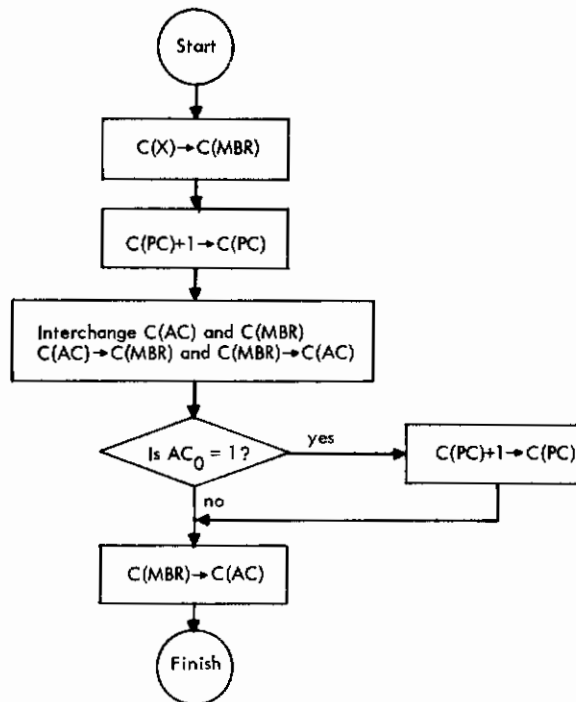 Start
C(X)→C(MBR)
C(PC)+1→C(PC)
Interchange C(AC) and C(MBR)
C(AC)→C(MBR) and C(MBR)→C(AC)
Is AC₀ = 1?
yes
C(PC)+1→C(PC)
no
C(MBR)→C(AC)
Finish